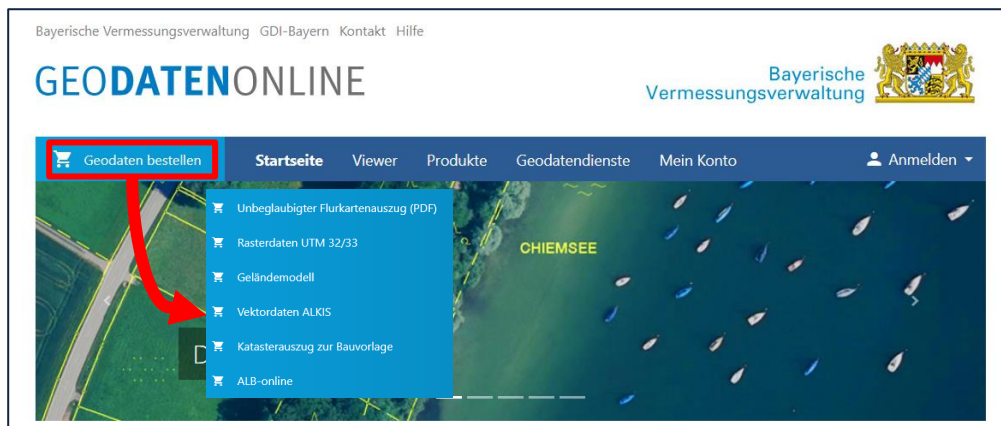 Bayerische Vermessungsverwaltung GDI-Bayern Kontakt Hilfe
GEODATENONLINE
Bayerische
Vermessungsverwaltung
Geodaten bestellen Startseite Viewer Produkte Geodatendienste Mein Konto Anmelden
Unbeglaubigter Flurkartenauszug (PDF)
Rasterdaten UTM 32/33
CHIEMSEE
Geländemodell
Vektordaten ALKIS
D
Katasterauszug zur Bauvorlage
ALB-online